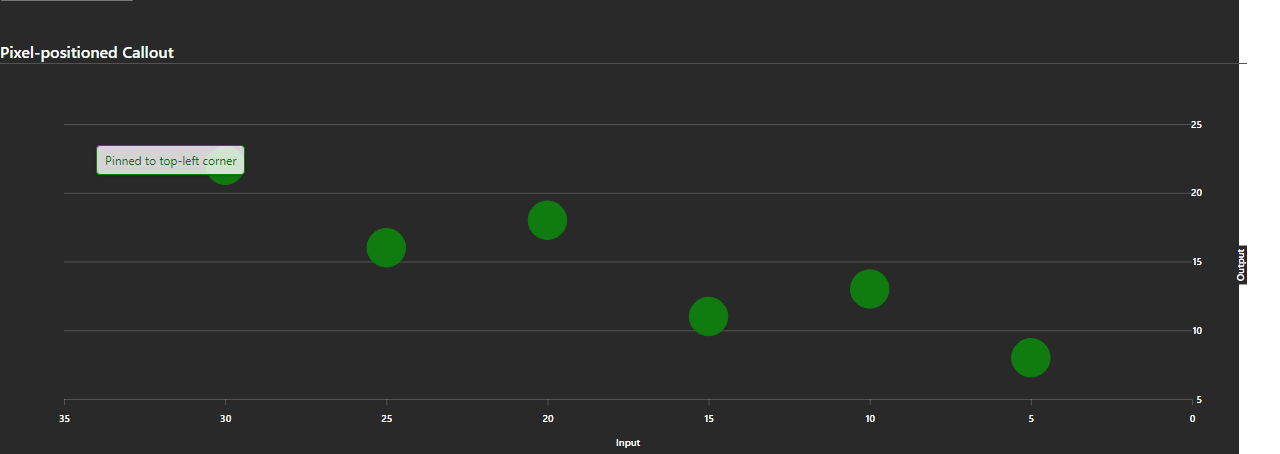 Pixel-positioned Callout
25
Pinned to top-left corner
20
15
Output
10
5
35 30 25 20 15 10 5 0
Input